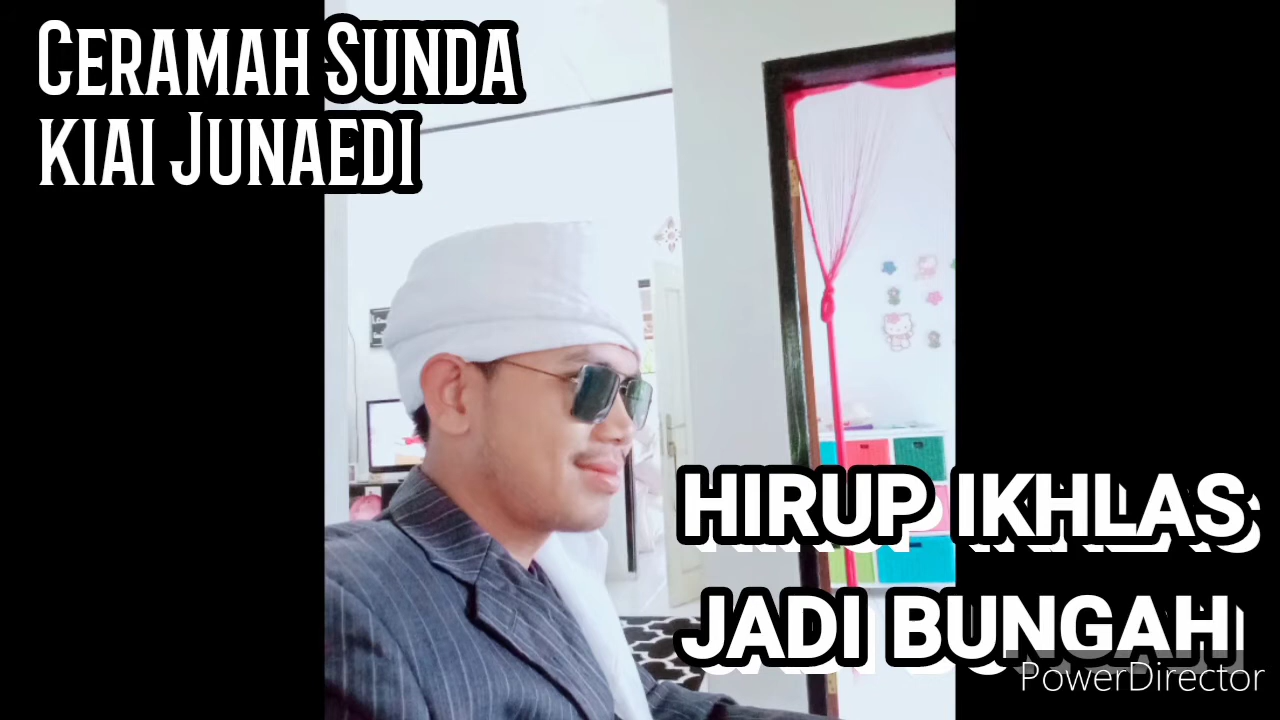 CERAMAH SUNDA
KIAI JUNAEDI
HIRUP IKHLAS
JADI BUNGAH
PowerDirector